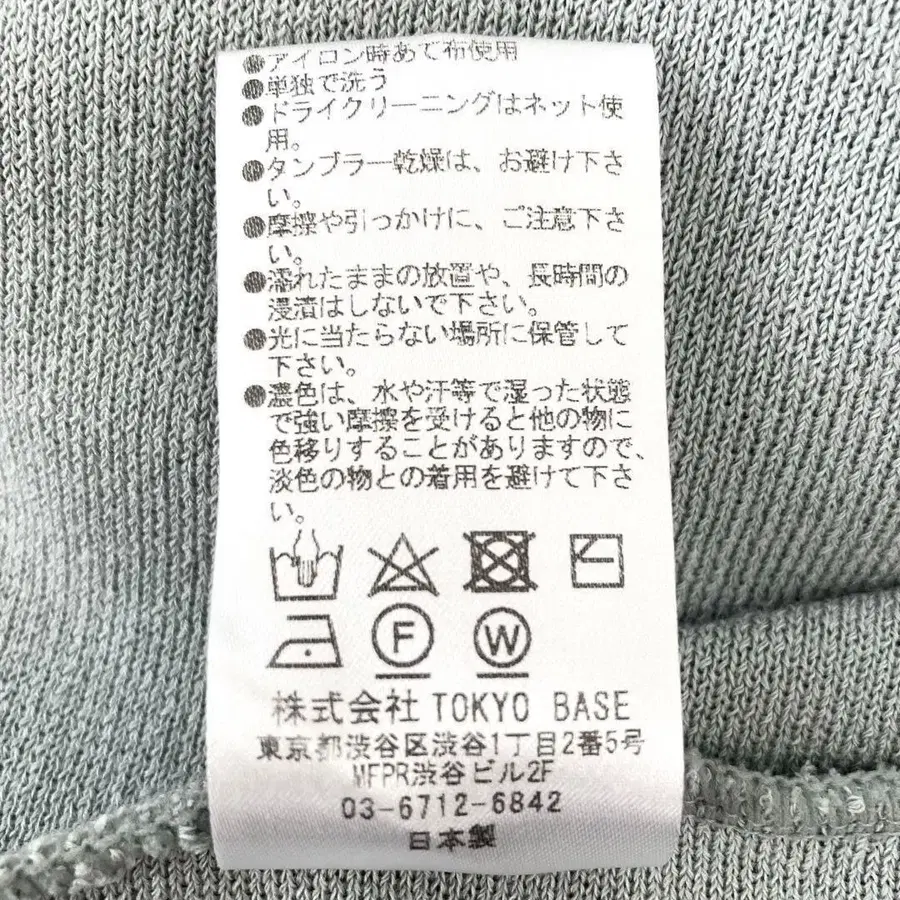 ●アイロン時あて布使用
●単独で洗う
●ドライクリーニングはネット使
用。
●タンブラー乾燥は、お避け下さ
い。
●摩擦や引っかけに、ご注意下さ
い。
●濡れたままの放置や、長時間の
浸漬はしないで下さい。
●光に当たらない場所に保管して
下さい。
●濃色は、水や汗等で湿った状態
で強い摩擦を受けると他の物に
色移りすることがありますので、
淡色の物との着用を避けて下さ
い。
F W
株式会社 TOKYO BASE
東京都渋谷区渋谷1丁目2番5号
MFPR渋谷ビル2F
03-6712-6842
日本製